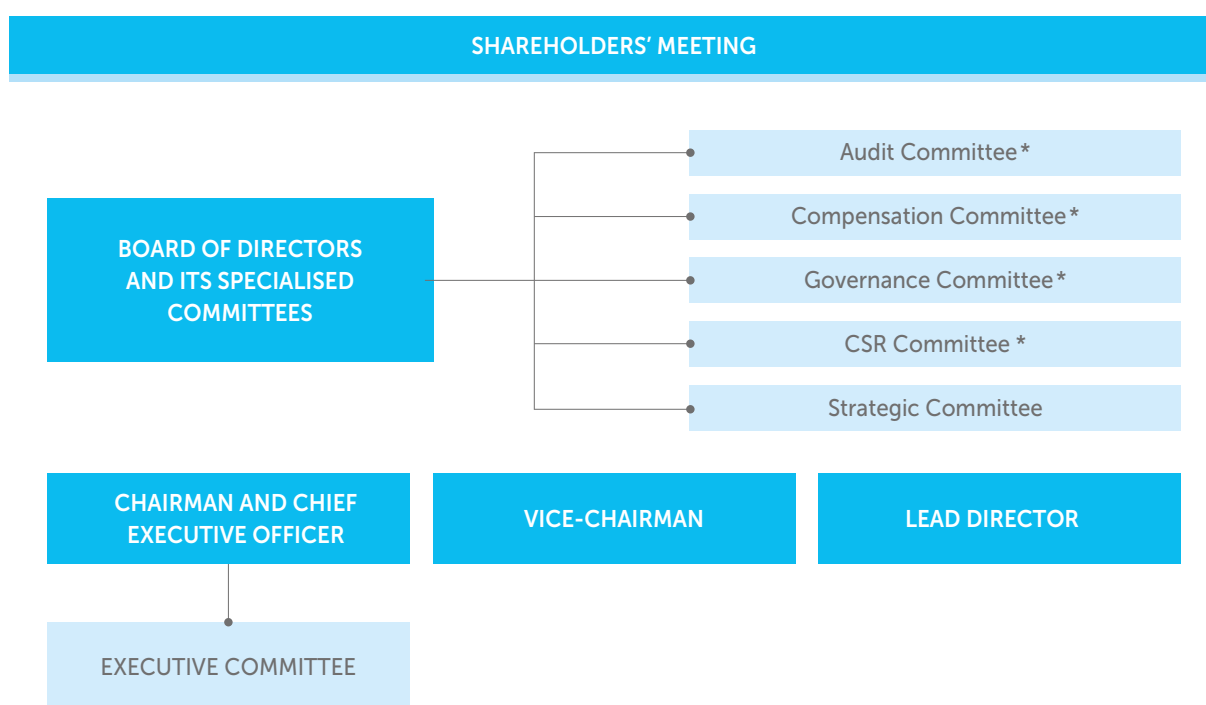 SHAREHOLDERS’ MEETING
BOARD OF DIRECTORS
AND ITS SPECIALISED
COMMITTEES
Audit Committee*
Compensation Committee*
Governance Committee*
CSR Committee *
Strategic Committee
CHAIRMAN AND CHIEF
EXECUTIVE OFFICER
VICE-CHAIRMAN
LEAD DIRECTOR
EXECUTIVE COMMITTEE